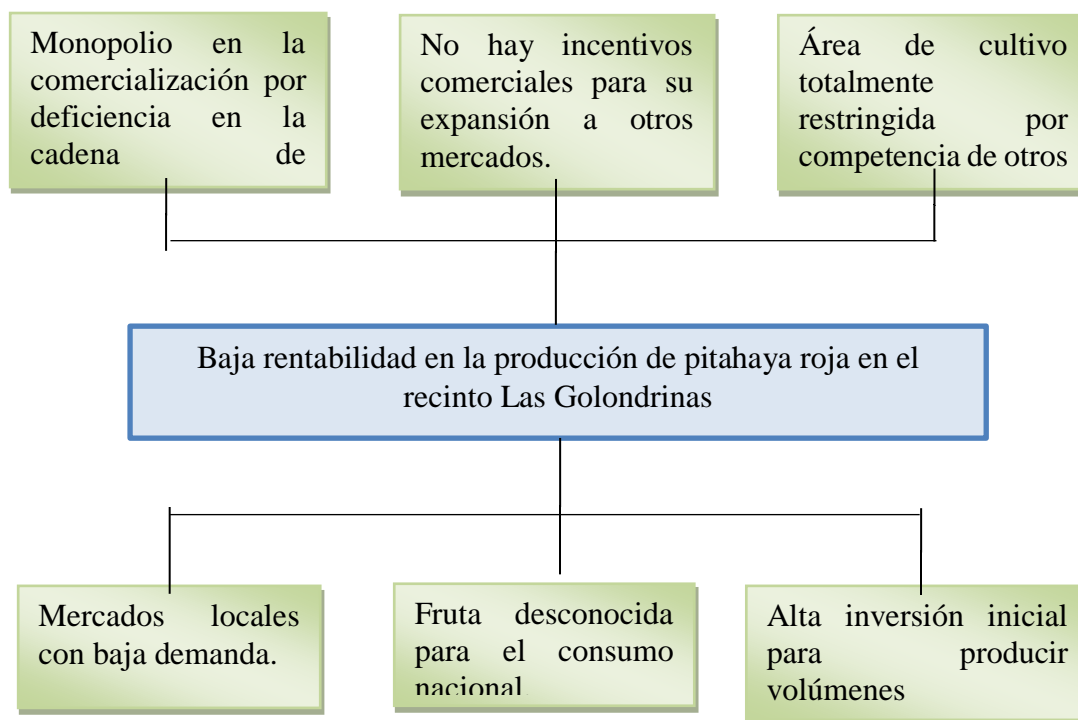 Monopolio en la
comercialización por
deficiencia en la
cadena de
No hay incentivos
comerciales para su
expansión a otros
mercados.
Área de cultivo
totalmente
restringida por
competencia de otros
Baja rentabilidad en la producción de pitahaya roja en el
recinto Las Golondrinas
Mercados locales
con baja demanda.
Fruta desconocida
para el consumo
nacional
Alta inversión inicial
para producir
volúmenes